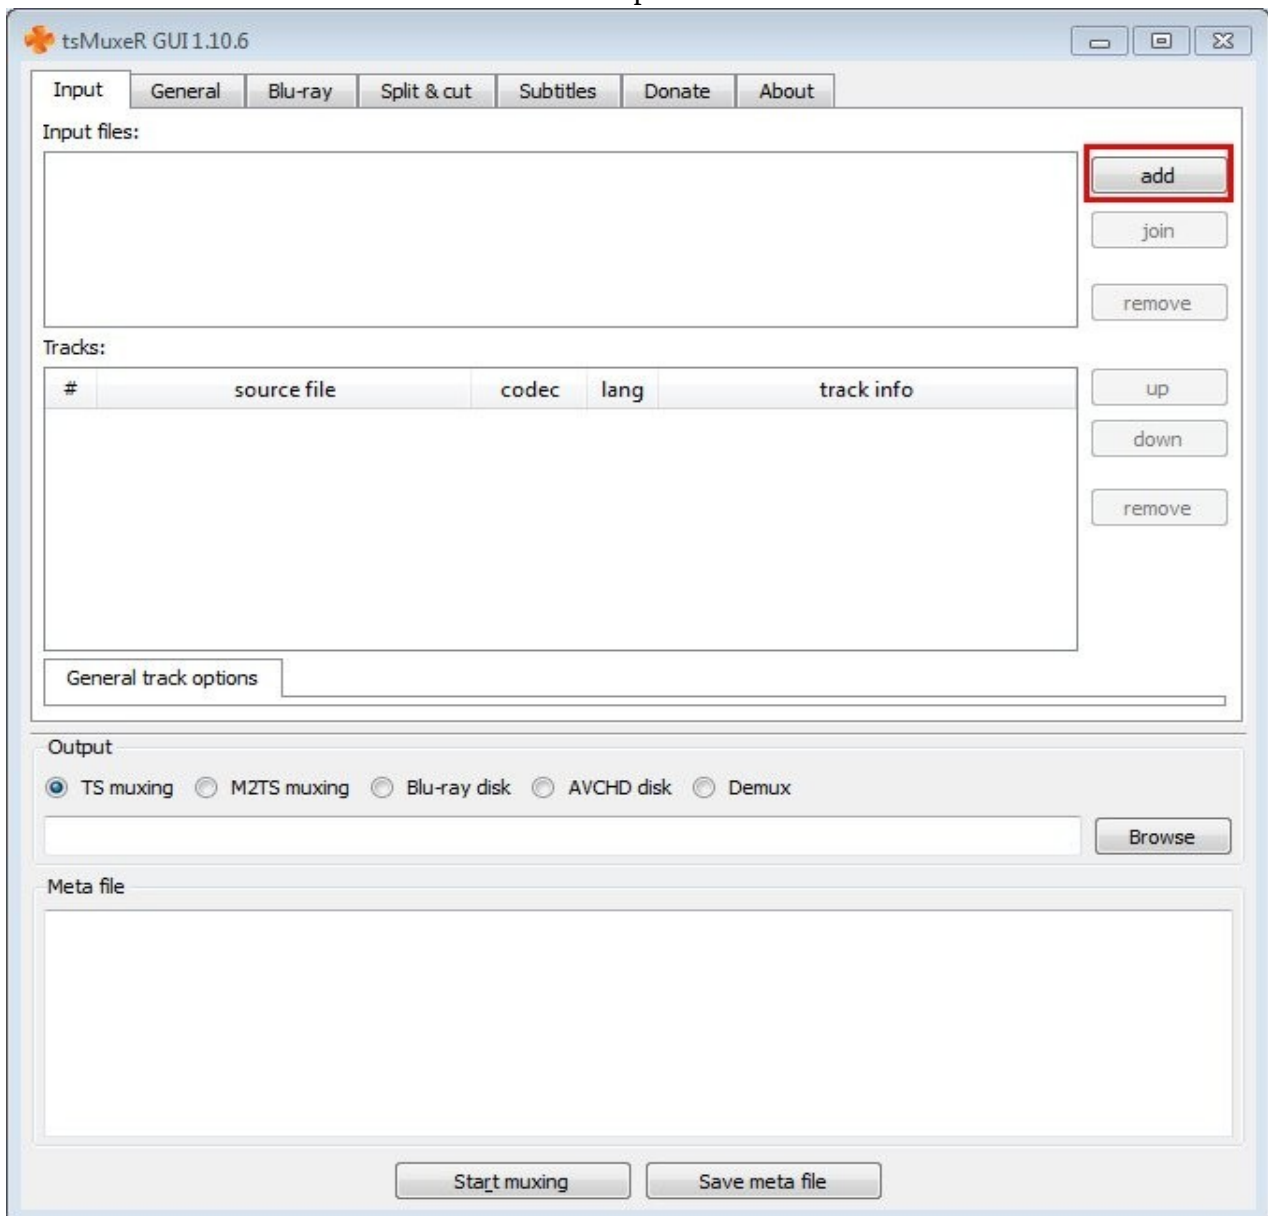 tsMuxeR GUI 1.10.6
Input General Blu-ray Split & cut Subtitles Donate About
Input files:
add
join
remove
Tracks:
# source file codec lang track info
up
down
remove
General track options
Output
TS muxing M2TS muxing Blu-ray disk AVCHD disk Demux
Browse
Meta file
Start muxing Save meta file